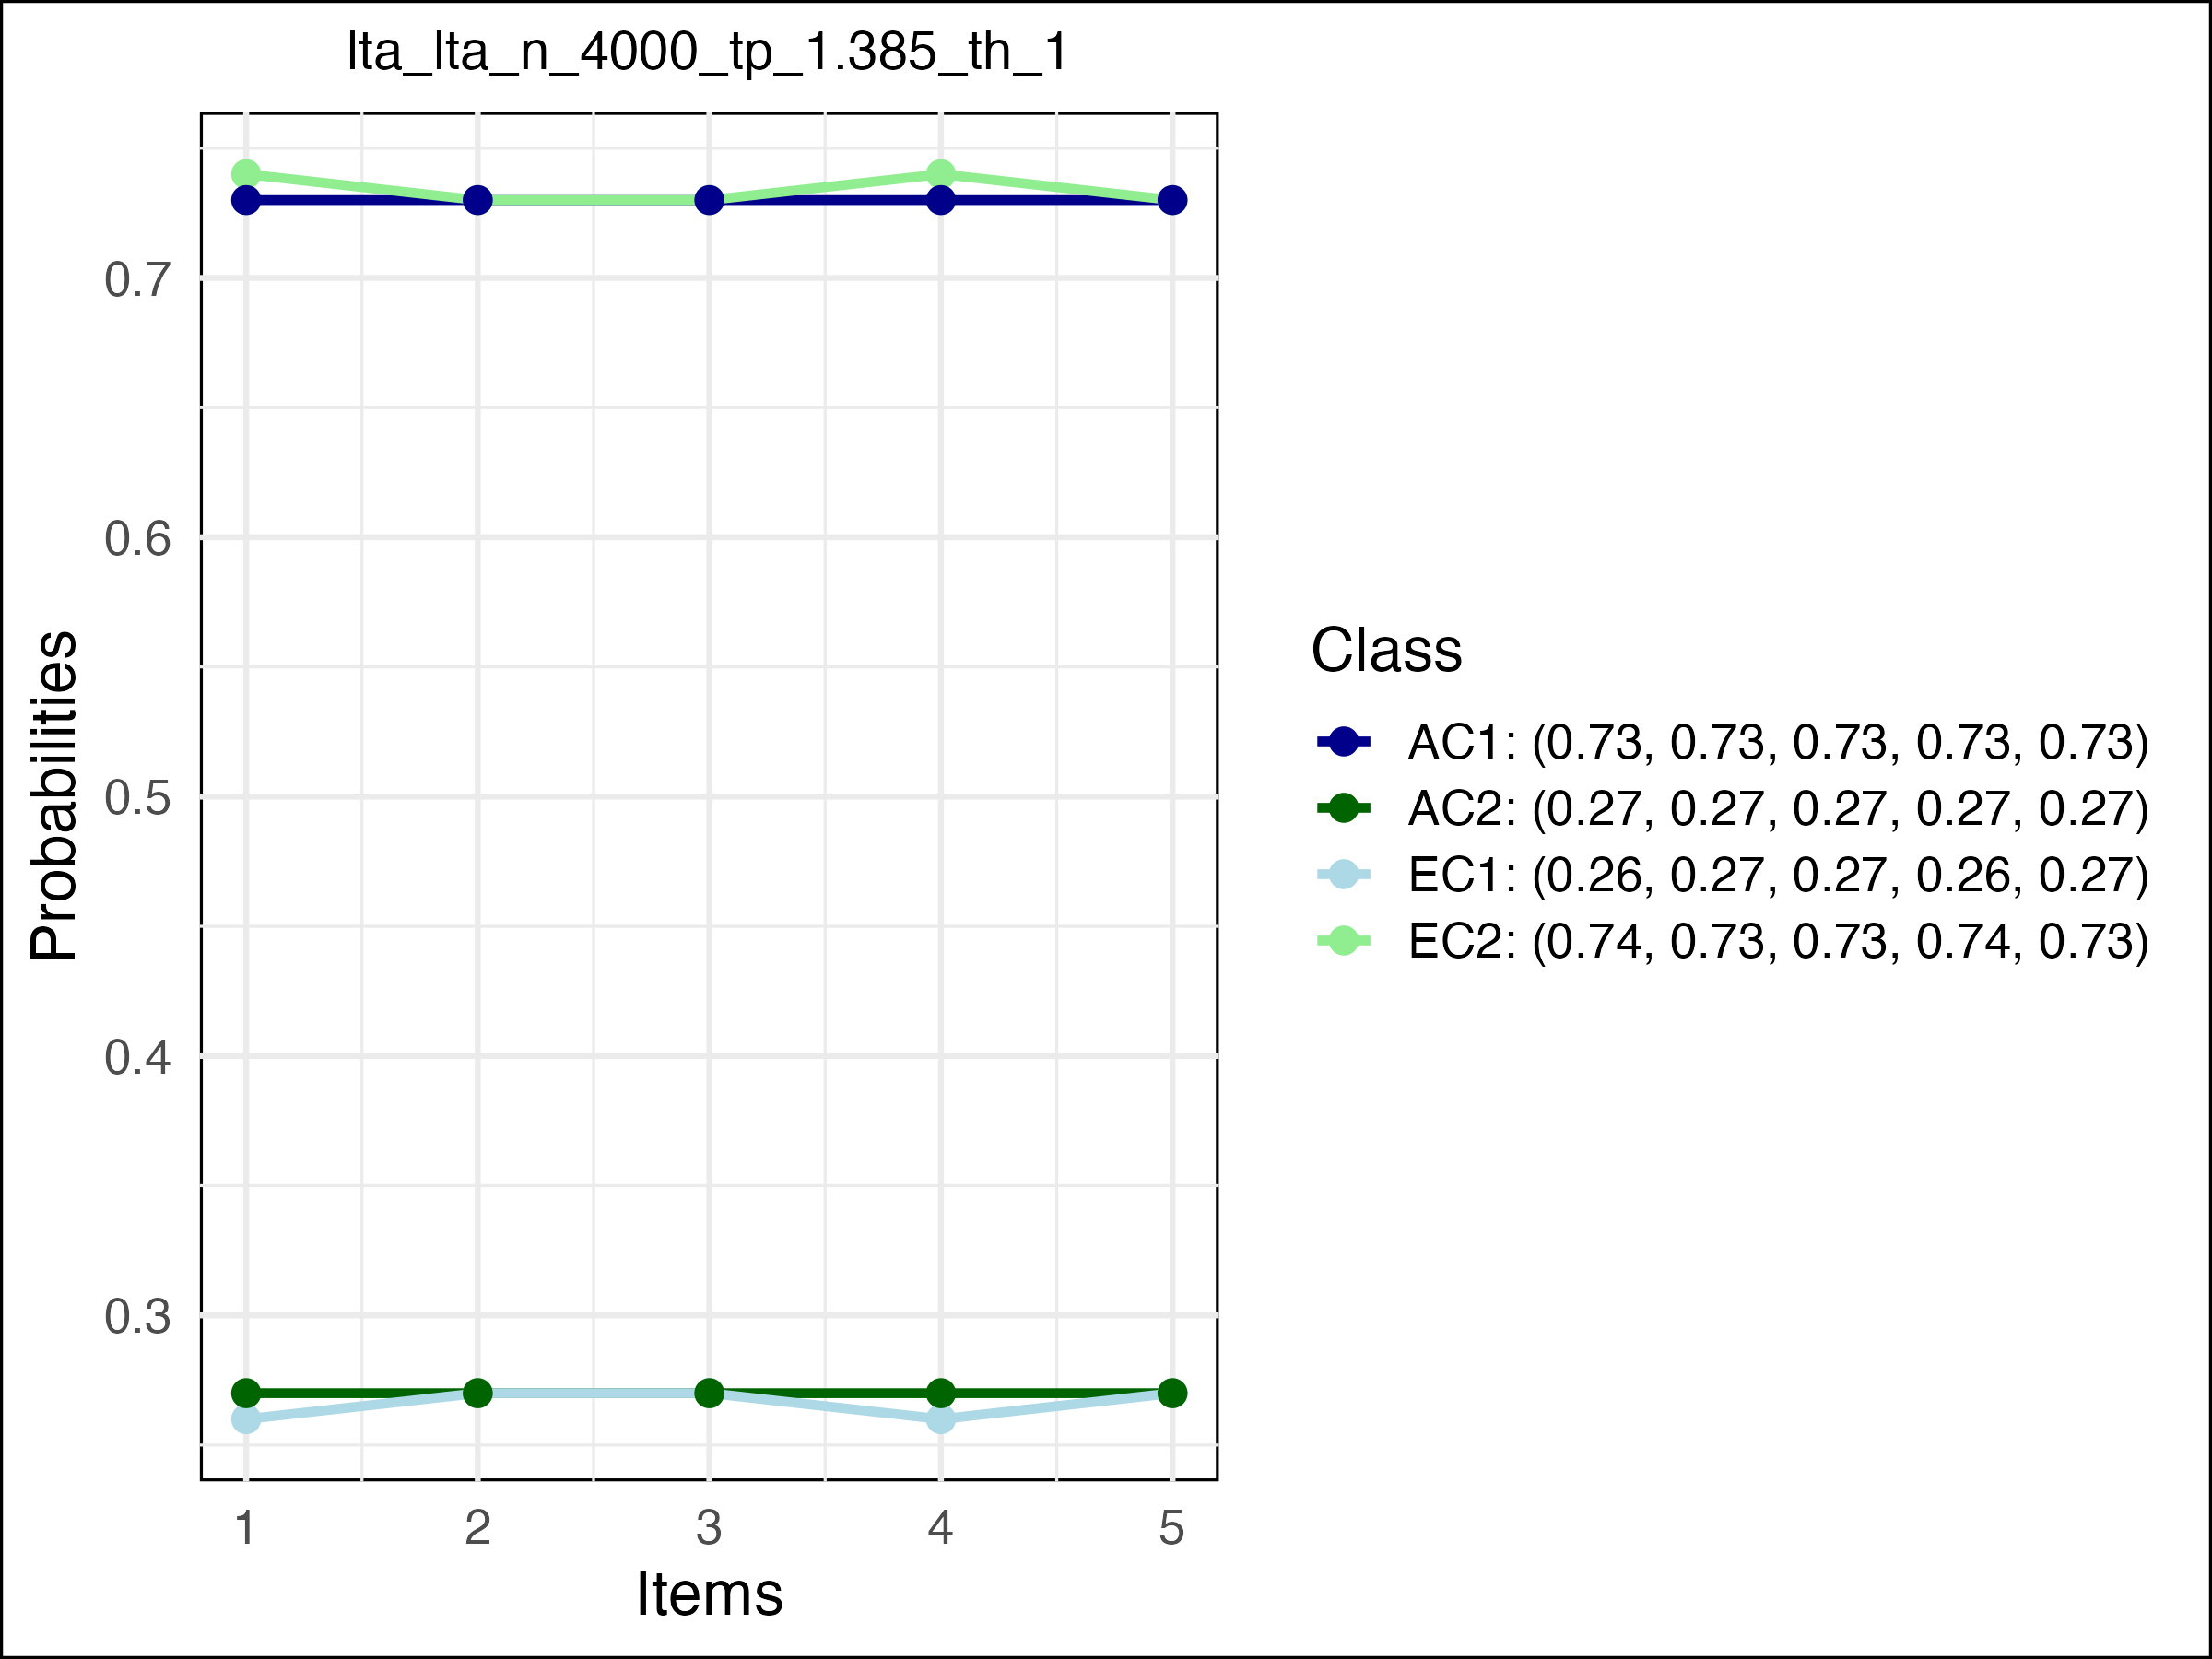 lta_lta_n_4000_tp_1.385_th_1
Probabilities
0.7
0.6
0.5
0.4
0.3
1 2 3 4 5
Items
Class
AC1: (0.73, 0.73, 0.73, 0.73, 0.73)
AC2: (0.27, 0.27, 0.27, 0.27, 0.27)
EC1: (0.26, 0.27, 0.27, 0.26, 0.27)
EC2: (0.74, 0.73, 0.73, 0.74, 0.73)